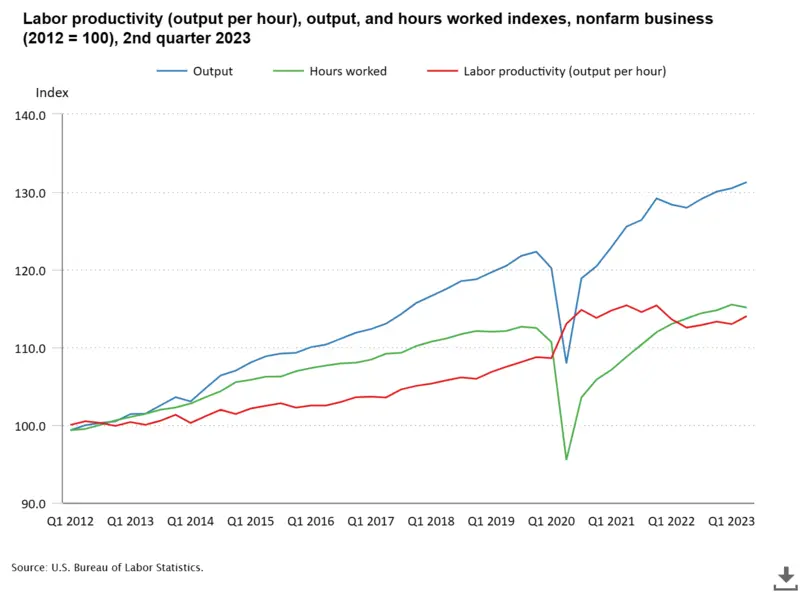 Labor productivity (output per hour), output, and hours worked indexes, nonfarm business
(2012 = 100), 2nd quarter 2023
Output Hours worked Labor productivity (output per hour)
Index
140.0
130.0
120.0
110.0
100.0
90.0
Q1 2012 Q1 2013 Q1 2014 Q1 2015 Q1 2016 Q1 2017 Q1 2018 Q1 2019 Q1 2020 Q1 2021 Q1 2022 Q1 2023
Source: U.S. Bureau of Labor Statistics.